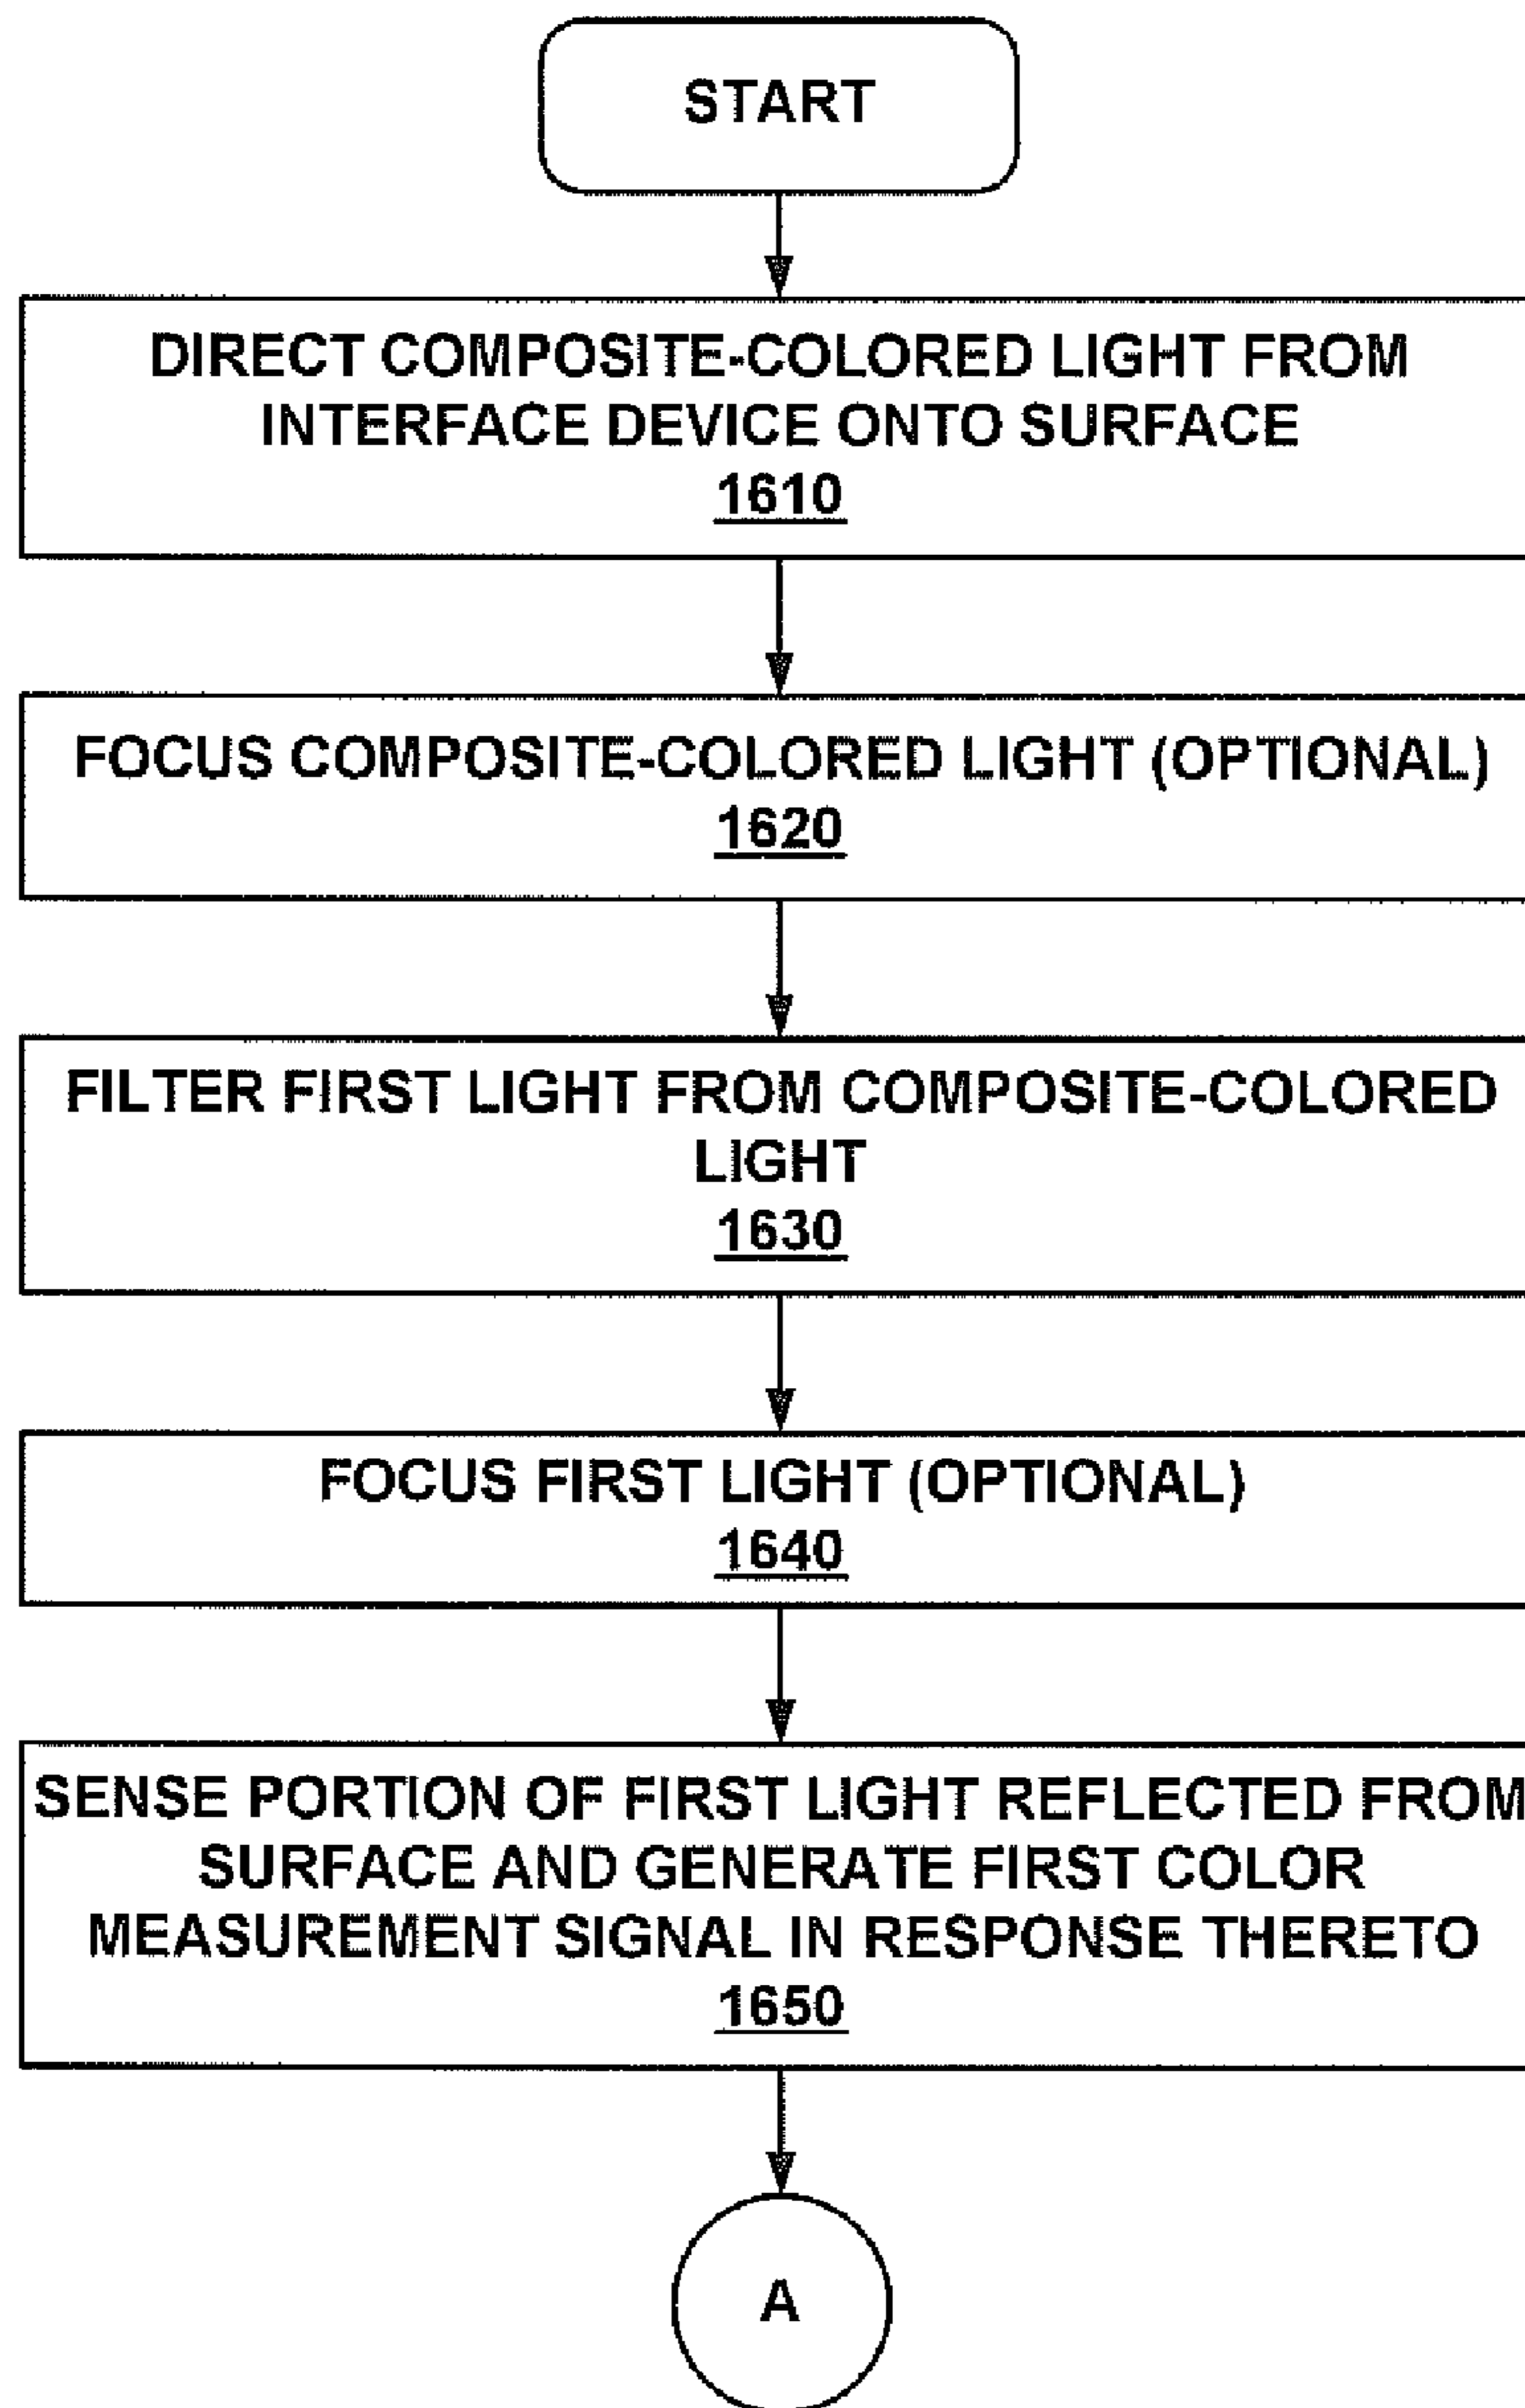 START
DIRECT COMPOSITE-COLORED LIGHT FROM
INTERFACE DEVICE ONTO SURFACE
1610
FOCUS COMPOSITE-COLORED LIGHT (OPTIONAL)
1620
FILTER FIRST LIGHT FROM COMPOSITE-COLORED
LIGHT
1630
FOCUS FIRST LIGHT (OPTIONAL)
1640
SENSE PORTION OF FIRST LIGHT REFLECTED FROM
SURFACE AND GENERATE FIRST COLOR
MEASUREMENT SIGNAL IN RESPONSE THERETO
1650
A